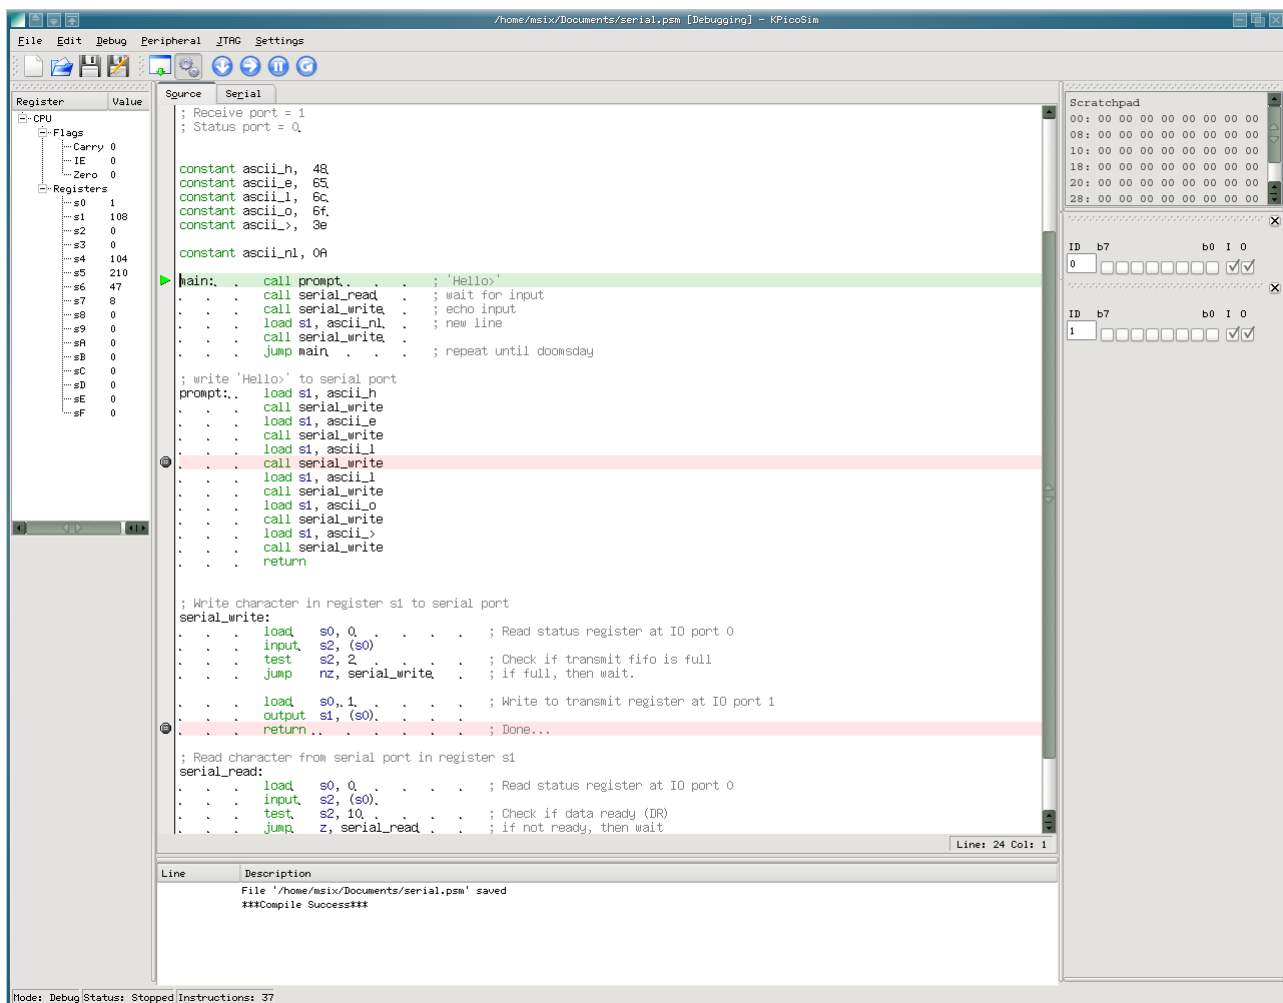 /home/msix/Documents/serial.psm [Debugging] - KPicoSim
File Edit Debug Peripheral JTAG Settings
Register Value
CPU
Flags
Carry 0
IE 0
Zero 0
Registers
s0 1
s1 108
s2 0
s3 0
s4 104
s5 210
s6 47
s7 8
s8 0
s9 0
sA 0
sB 0
sC 0
sD 0
sE 0
sF 0
Source Serial
; Receive port = 1
; Status port = 0
constant ascii_h, 48
constant ascii_e, 65
constant ascii_l, 6c
constant ascii_o, 6f
constant ascii_>, 3e
constant ascii_nl, 0A
main: call prompt ; 'Hello>'
call serial_read ; wait for input
call serial_write ; echo input
load s1, ascii_nl ; new line
call serial_write
jump main ; repeat until doomsday
; write 'Hello>' to serial port
prompt: load s1, ascii_h
call serial_write
load s1, ascii_e
call serial_write
load s1, ascii_l
call serial_write
load s1, ascii_l
call serial_write
load s1, ascii_o
call serial_write
load s1, ascii_>
call serial_write
return
; Write character in register s1 to serial port
serial_write:
load s0, 0 ; Read status register at IO port 0
input s2, (s0)
test s2, 2 ; Check if transmit fifo is full
jump nz, serial_write ; if full, then wait.
load s0, 1 ; Write to transmit register at IO port 1
output s1, (s0)
return ; Done...
; Read character from serial port in register s1
serial_read:
load s0, 0 ; Read status register at IO port 0
input s2, (s0)
test s2, 10 ; Check if data ready (DR)
jump z, serial_read ; if not ready, then wait
Line: 24 Col: 1
Scratchpad
00: 00 00 00 00 00 00 00 00
08: 00 00 00 00 00 00 00 00
10: 00 00 00 00 00 00 00 00
18: 00 00 00 00 00 00 00 00
20: 00 00 00 00 00 00 00 00
28: 00 00 00 00 00 00 00 00
ID b7 b0 I O
0
ID b7 b0 I O
1
Line Description
File '/home/msix/Documents/serial.psm' saved
***Compile Success***
Mode: Debug Status: Stopped Instructions: 37